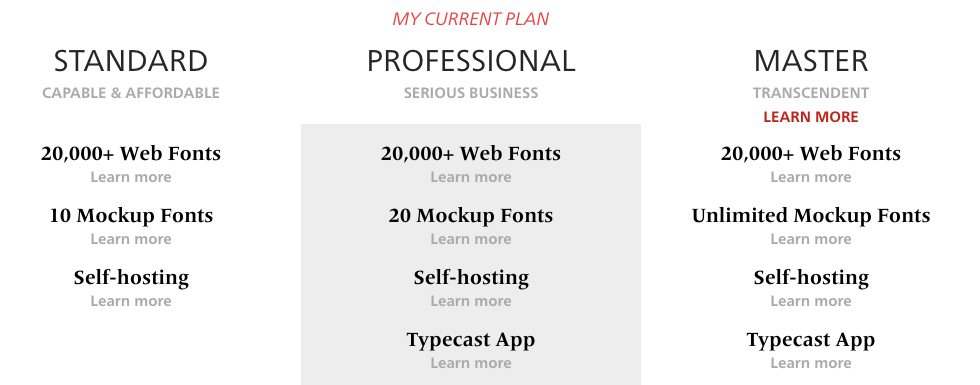 MY CURRENT PLAN
STANDARD
CAPABLE & AFFORDABLE
20,000+ Web Fonts
Learn more
10 Mockup Fonts
Learn more
Self-hosting
Learn more
PROFESSIONAL
SERIOUS BUSINESS
20,000+ Web Fonts
Learn more
20 Mockup Fonts
Learn more
Self-hosting
Learn more
Typecast App
Learn more
MASTER
TRANSCENDENT
LEARN MORE
20,000+ Web Fonts
Learn more
Unlimited Mockup Fonts
Learn more
Self-hosting
Learn more
Typecast App
Learn more